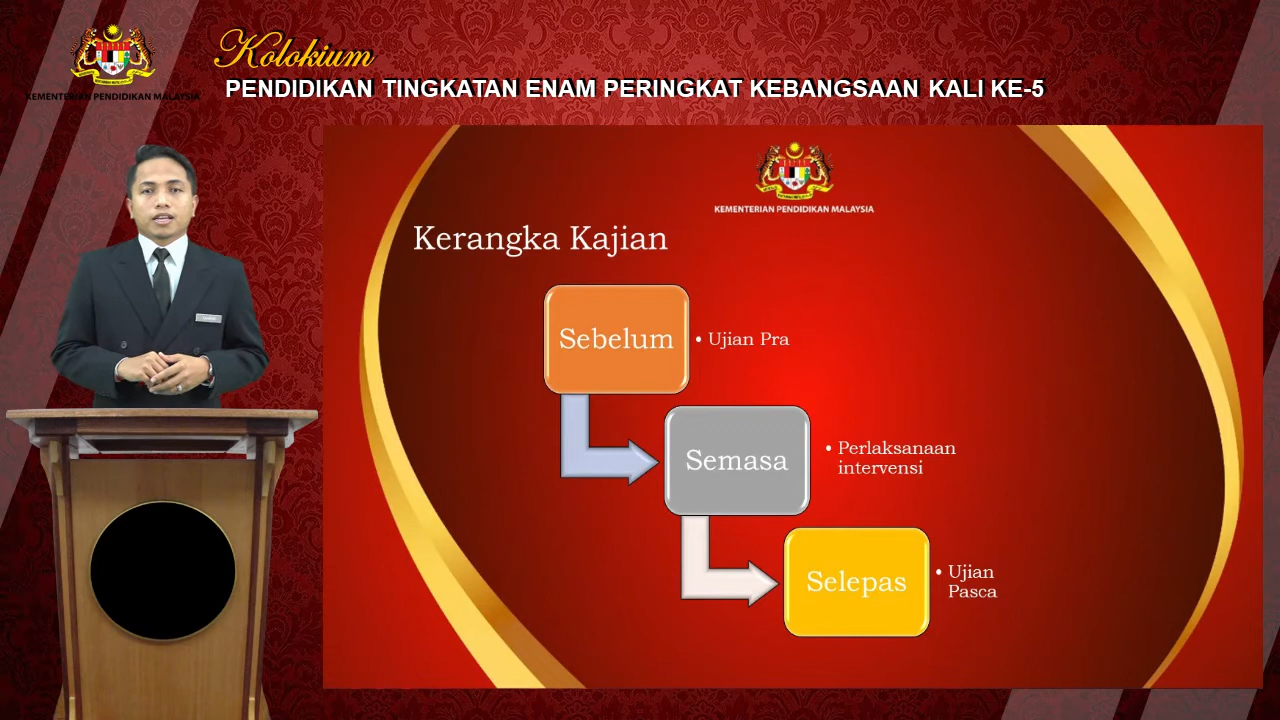 Kolokium
PENDIDIKAN TINGKATAN ENAM PERINGKAT KEBANGSAAN KALI KE-5
KEMENTERIAN PENDIDIKAN MALAYSIA
KEMENTERIAN PENDIDIKAN MALAYSIA
Kerangka Kajian
Sebelum
• Ujian Pra
Semasa
• Perlaksanaan
intervensi
Selepas
• Ujian
Pasca